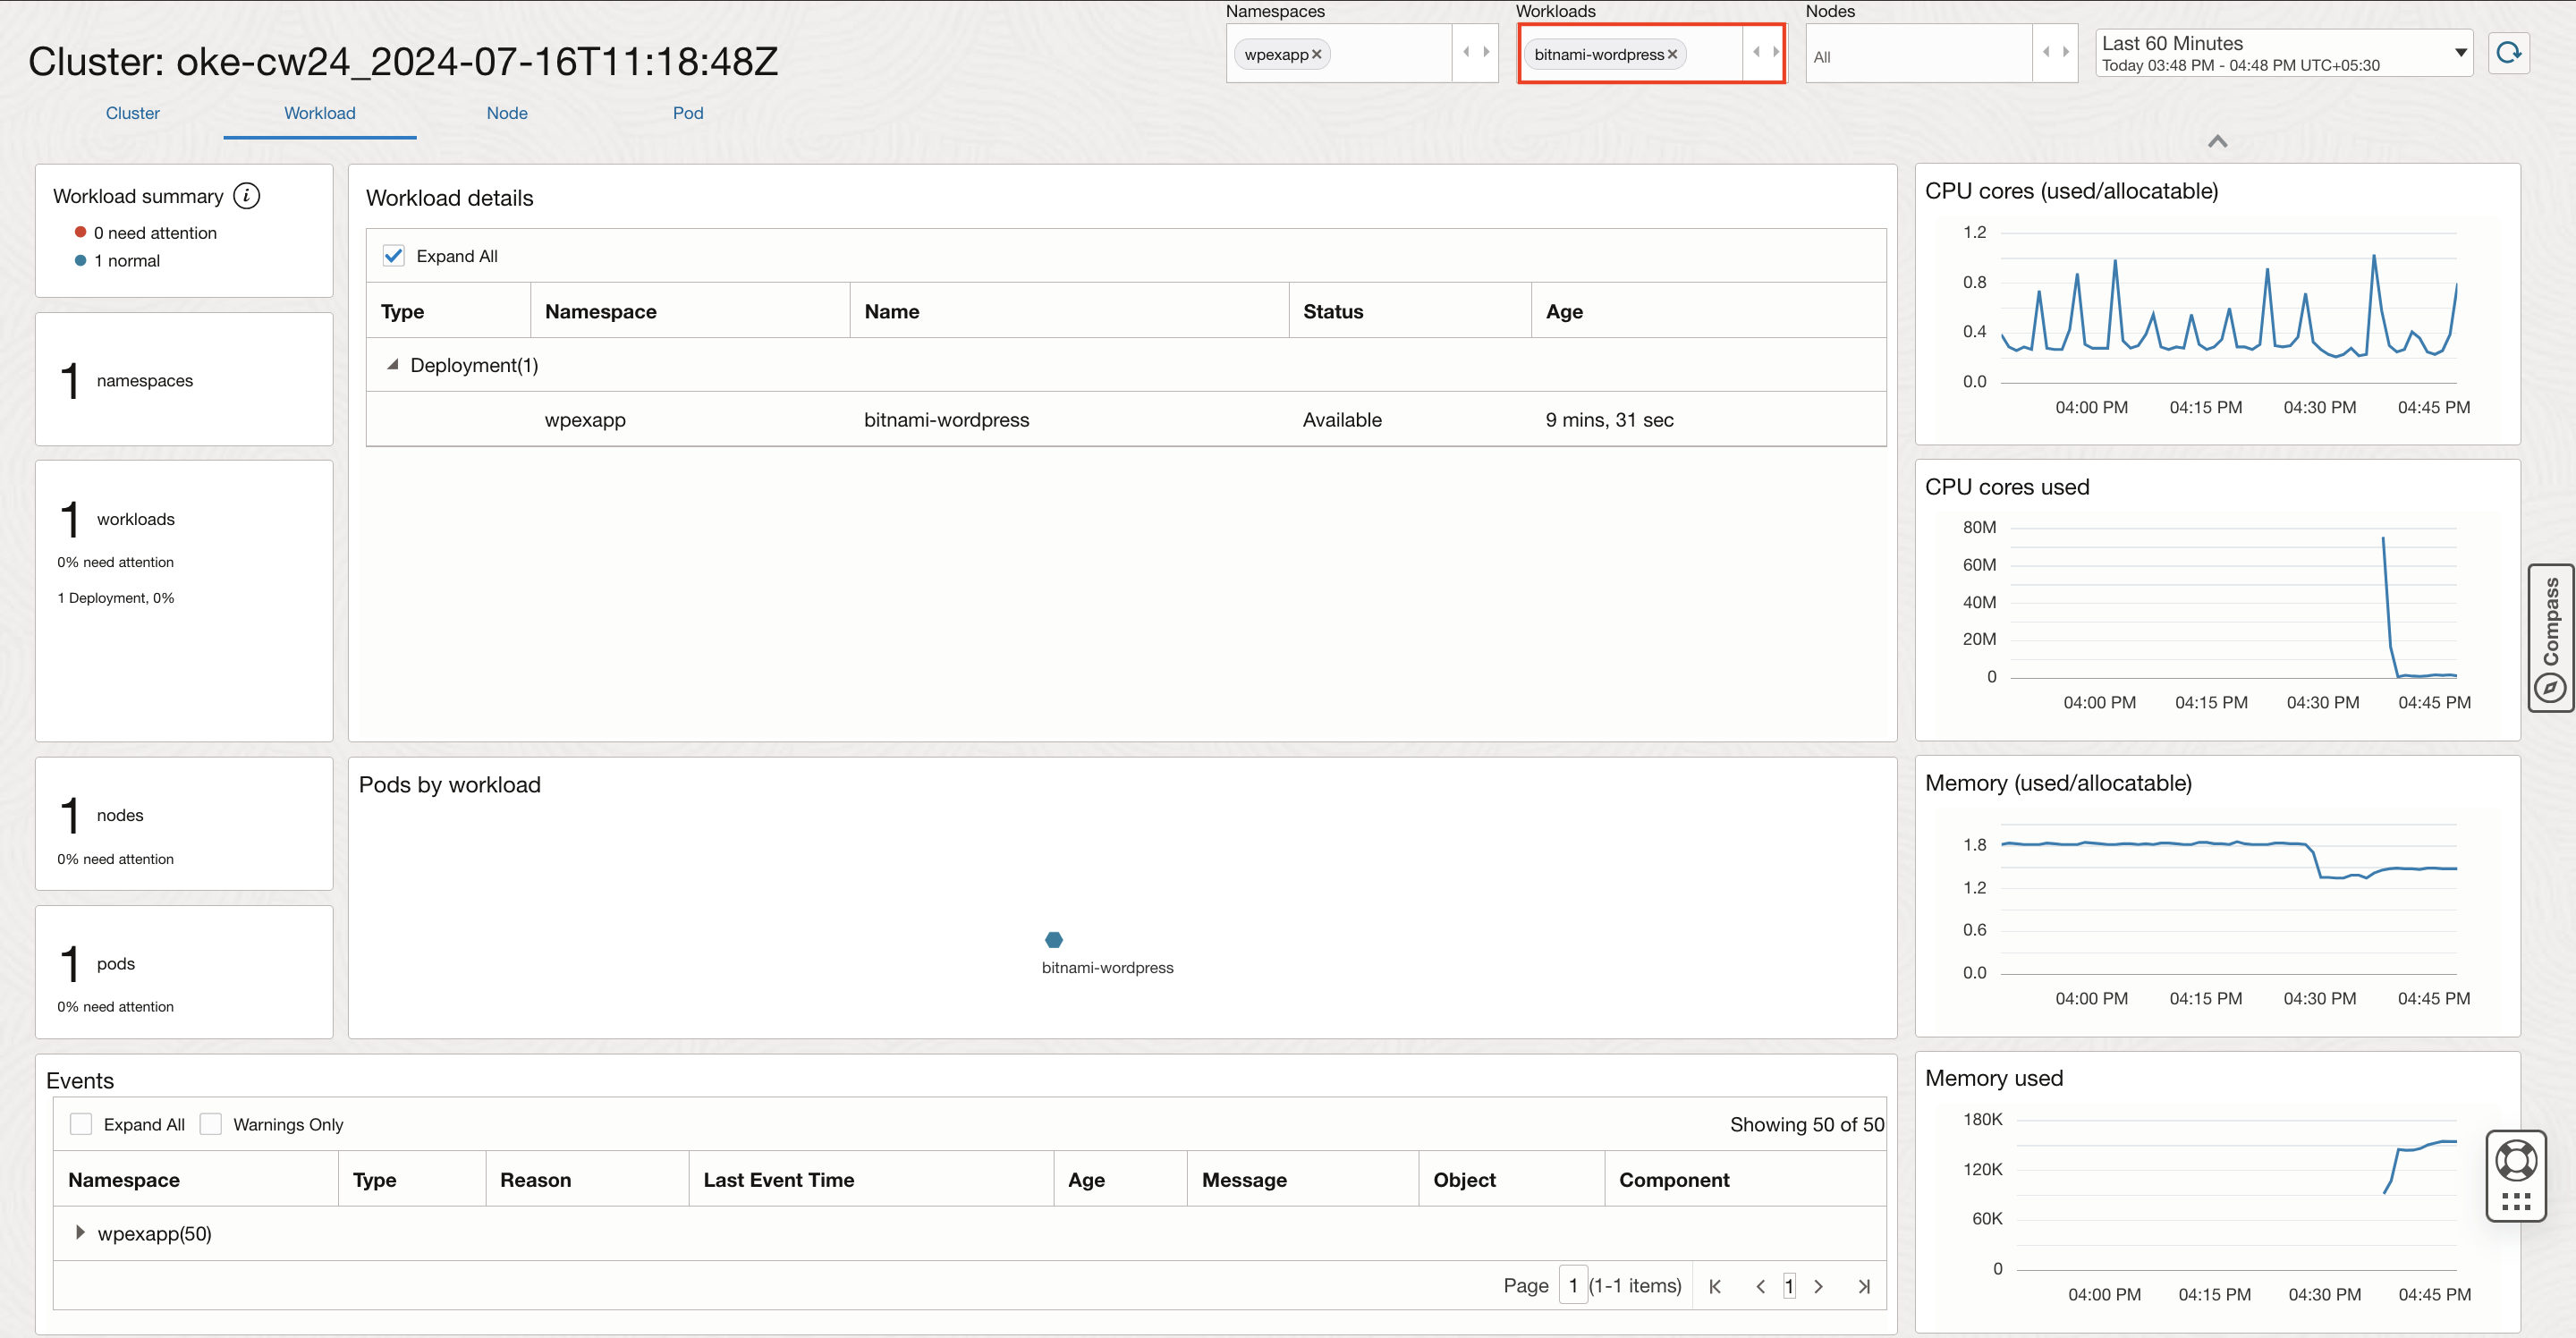 Namespaces
wpexapp×
Workloads
bitnami-wordpress×
Nodes
All
Last 60 Minutes
Today 03:48 PM - 04:48 PM UTC+05:30
Cluster: oke-cw24_2024-07-16T11:18:48Z
Cluster Workload Node Pod
Workload summary i
0 need attention
1 normal
1 namespaces
1 workloads
0% need attention
1 Deployment, 0%
1 nodes
0% need attention
1 pods
0% need attention
Workload details
Expand All
Type Namespace Name Status Age
Deployment(1)
wpexapp bitnami-wordpress Available 9 mins, 31 sec
Pods by workload
bitnami-wordpress
Events
Expand All Warnings Only Showing 50 of 50
Namespace Type Reason Last Event Time Age Message Object Component
wpexapp(50)
Page 1 (1-1 items) 1
CPU cores (used/allocatable)
1.2
0.8
0.4
0.0
04:00 PM 04:15 PM 04:30 PM 04:45 PM
CPU cores used
80M
60M
40M
20M
0
04:00 PM 04:15 PM 04:30 PM 04:45 PM
Memory (used/allocatable)
1.8
1.2
0.6
0.0
04:00 PM 04:15 PM 04:30 PM 04:45 PM
Memory used
180K
120K
60K
0
04:00 PM 04:15 PM 04:30 PM 04:45 PM
Compass